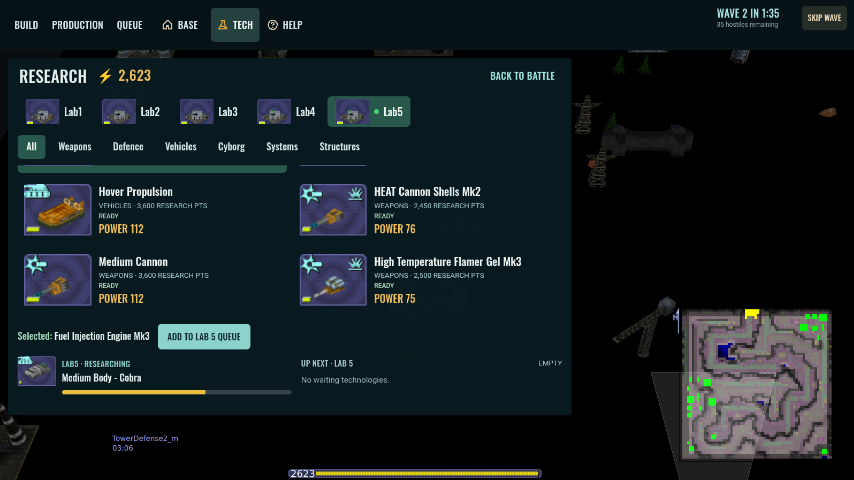 BUILD PRODUCTION QUEUE BASE TECH HELP
WAVE 2 IN 1:35
35 hostiles remaining
SKIP WAVE
RESEARCH 2,623
BACK TO BATTLE
Lab1 Lab2 Lab3 Lab4 Lab5
All Weapons Defence Vehicles Cyborg Systems Structures
Hover Propulsion
VEHICLES · 3,600 RESEARCH PTS
READY
POWER 112
HEAT Cannon Shells Mk2
WEAPONS · 2,450 RESEARCH PTS
READY
POWER 76
Medium Cannon
WEAPONS · 3,600 RESEARCH PTS
READY
POWER 112
High Temperature Flamer Gel Mk3
WEAPONS · 2,500 RESEARCH PTS
READY
POWER 75
Selected: Fuel Injection Engine Mk3
ADD TO LAB 5 QUEUE
LAB5 · RESEARCHING
Medium Body - Cobra
UP NEXT · LAB 5
EMPTY
No waiting technologies.
TowerDefense2_m
03:06
2623